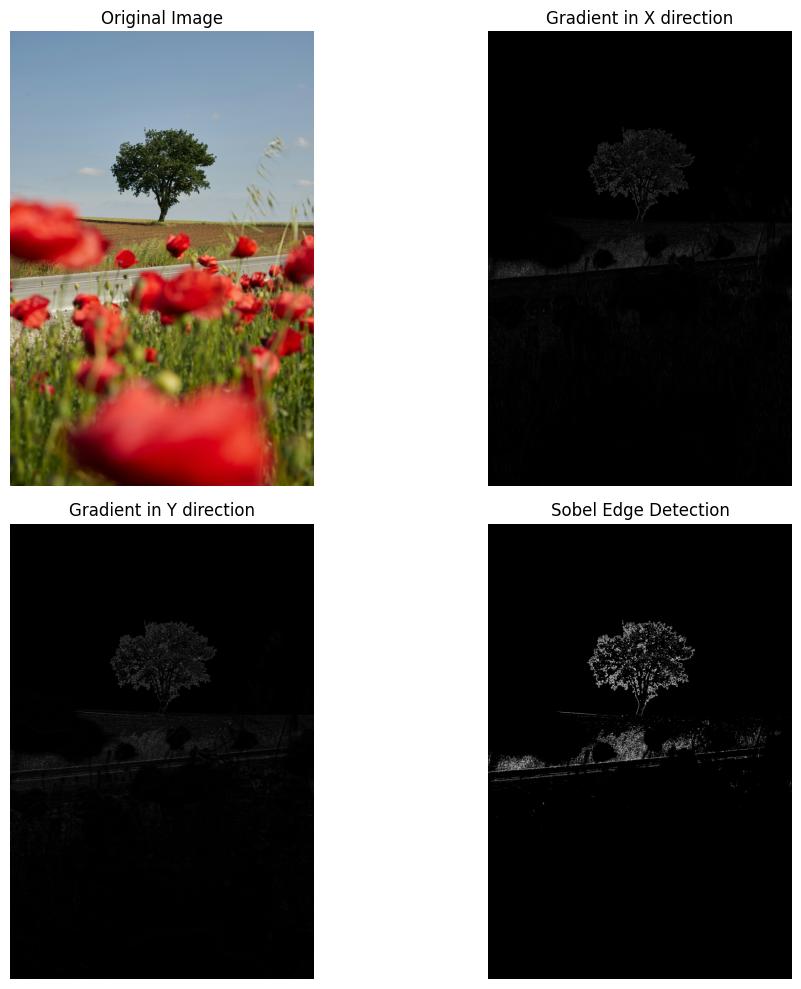 Original Image
Gradient in X direction
Gradient in Y direction
Sobel Edge Detection